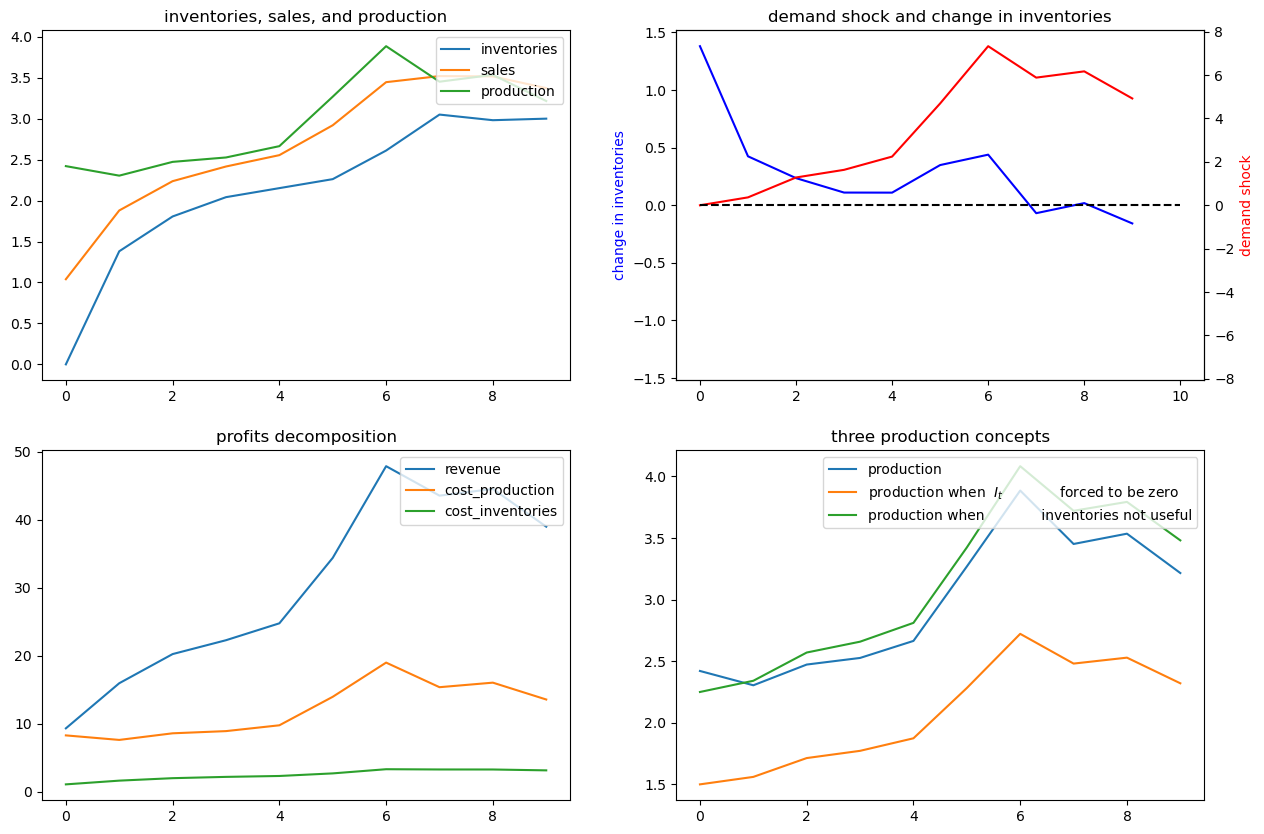 inventories, sales, and production
4.0
3.5
3.0
2.5
2.0
1.5
1.0
0.5
0.0
inventories
sales
production
0 2 4 6 8
demand shock and change in inventories
change in inventories
1.5
1.0
0.5
0.0
−0.5
−1.0
−1.5
8
6
4
2
0
−2
−4
−6
−8
demand shock
0 2 4 6 8 10
profits decomposition
50
40
30
20
10
0
revenue
cost_production
cost_inventories
0 2 4 6 8
three production concepts
4.0
3.5
3.0
2.5
2.0
1.5
production
production when I_t forced to be zero
production when inventories not useful
0 2 4 6 8